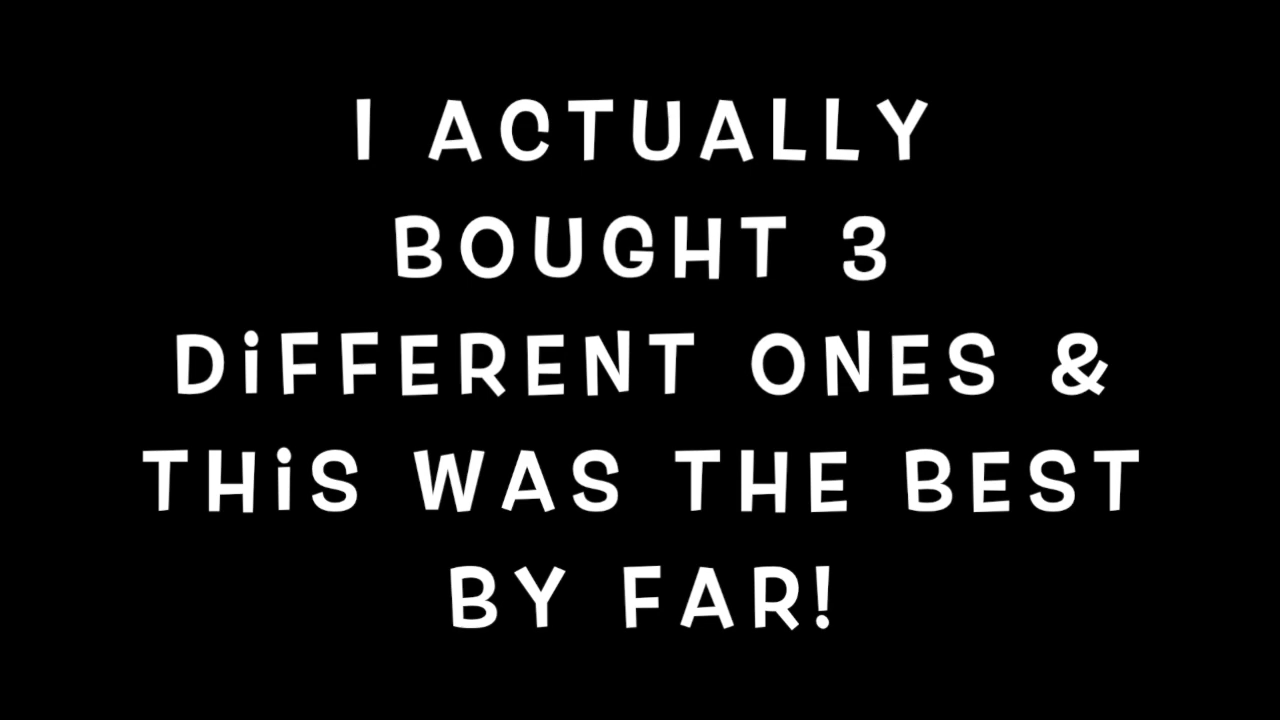 I ACTUALLY
BOUGHT 3
DiFFERENT ONES &
THiS WAS THE BEST
BY FAR!